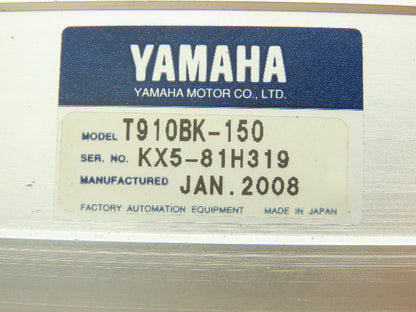 YAMAHA
YAMAHA MOTOR CO., LTD.
MODEL T910BK-150
SER. NO. KX5-81H319
MANUFACTURED JAN. 2008
FACTORY AUTOMATION EQUIPMENT MADE IN JAPAN